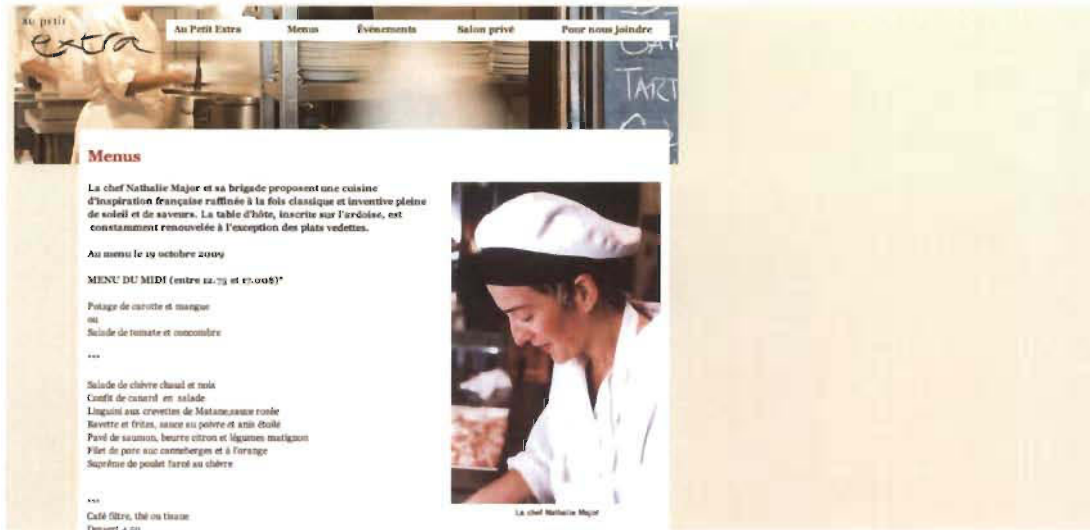 au petit
extra
Au Petit Extra Menus Événements Salon privé Pour nous joindre
TART
Menus
La chef Nathalie Major et sa brigade proposent une cuisine
d'inspiration française raffinée à la fois classique et inventive pleine
de soleil et de saveurs. La table d'hôte, inscrite sur l'ardoise, est
constamment renouvelée à l'exception des plats vedettes.
Au menu le 19 octobre 2009
MENU DU MIDI (entre 12.75 et 17.00$)*
Potage de carotte et mangue
ou
Salade de tomate et concombre
***
Salade de chèvre chaud et noix
Confit de canard en salade
Linguini aux crevettes de Matane,sauce rosée
Bavette et frites, sauce au poivre et anis étoilé
Pavé de saumon, beurre citron et légumes matignon
Filet de porc aux canneberges et à l'orange
Suprême de poulet farci au chèvre
***
Café filtre, thé ou tisane
Dessert 4.50
La chef Nathalie Major